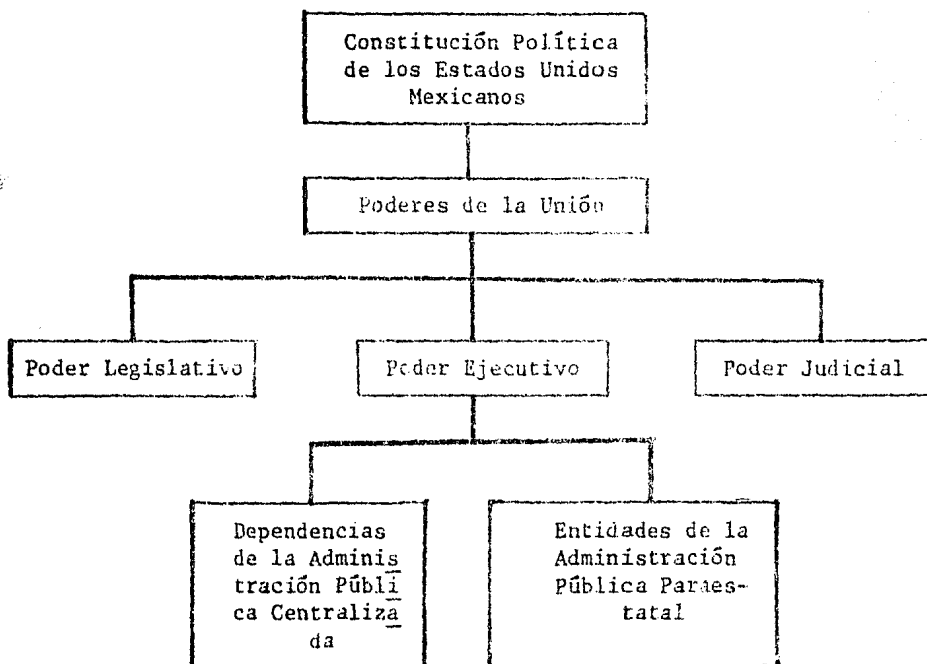 Constitución Política
de los Estados Unidos
Mexicanos
Poderes de la Unión
Poder Legislativo
Poder Ejecutivo
Poder Judicial
Dependencias
de la Adminis
tración Públi
ca Centraliza
da
Entidades de la
Administración
Pública Paraes-
tatal